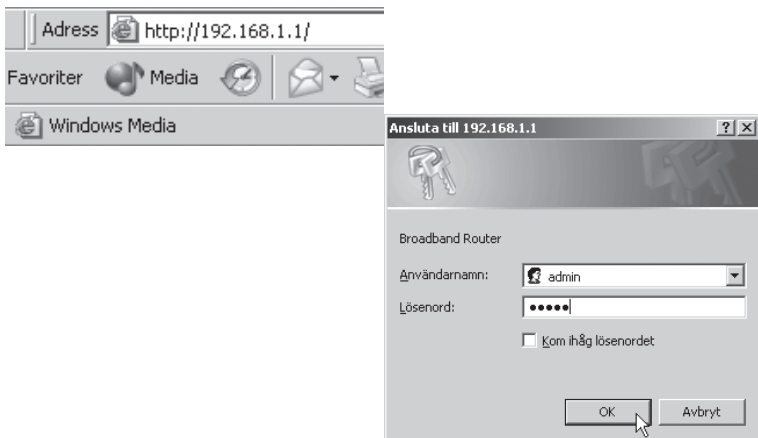 Adress http://192.168.1.1/
Favoriter Media
Windows Media
Ansluta till 192.168.1.1
Broadband Router
Användarnamn: admin
Lösenord: •••••
Kom ihåg lösenordet
OK Avbryt